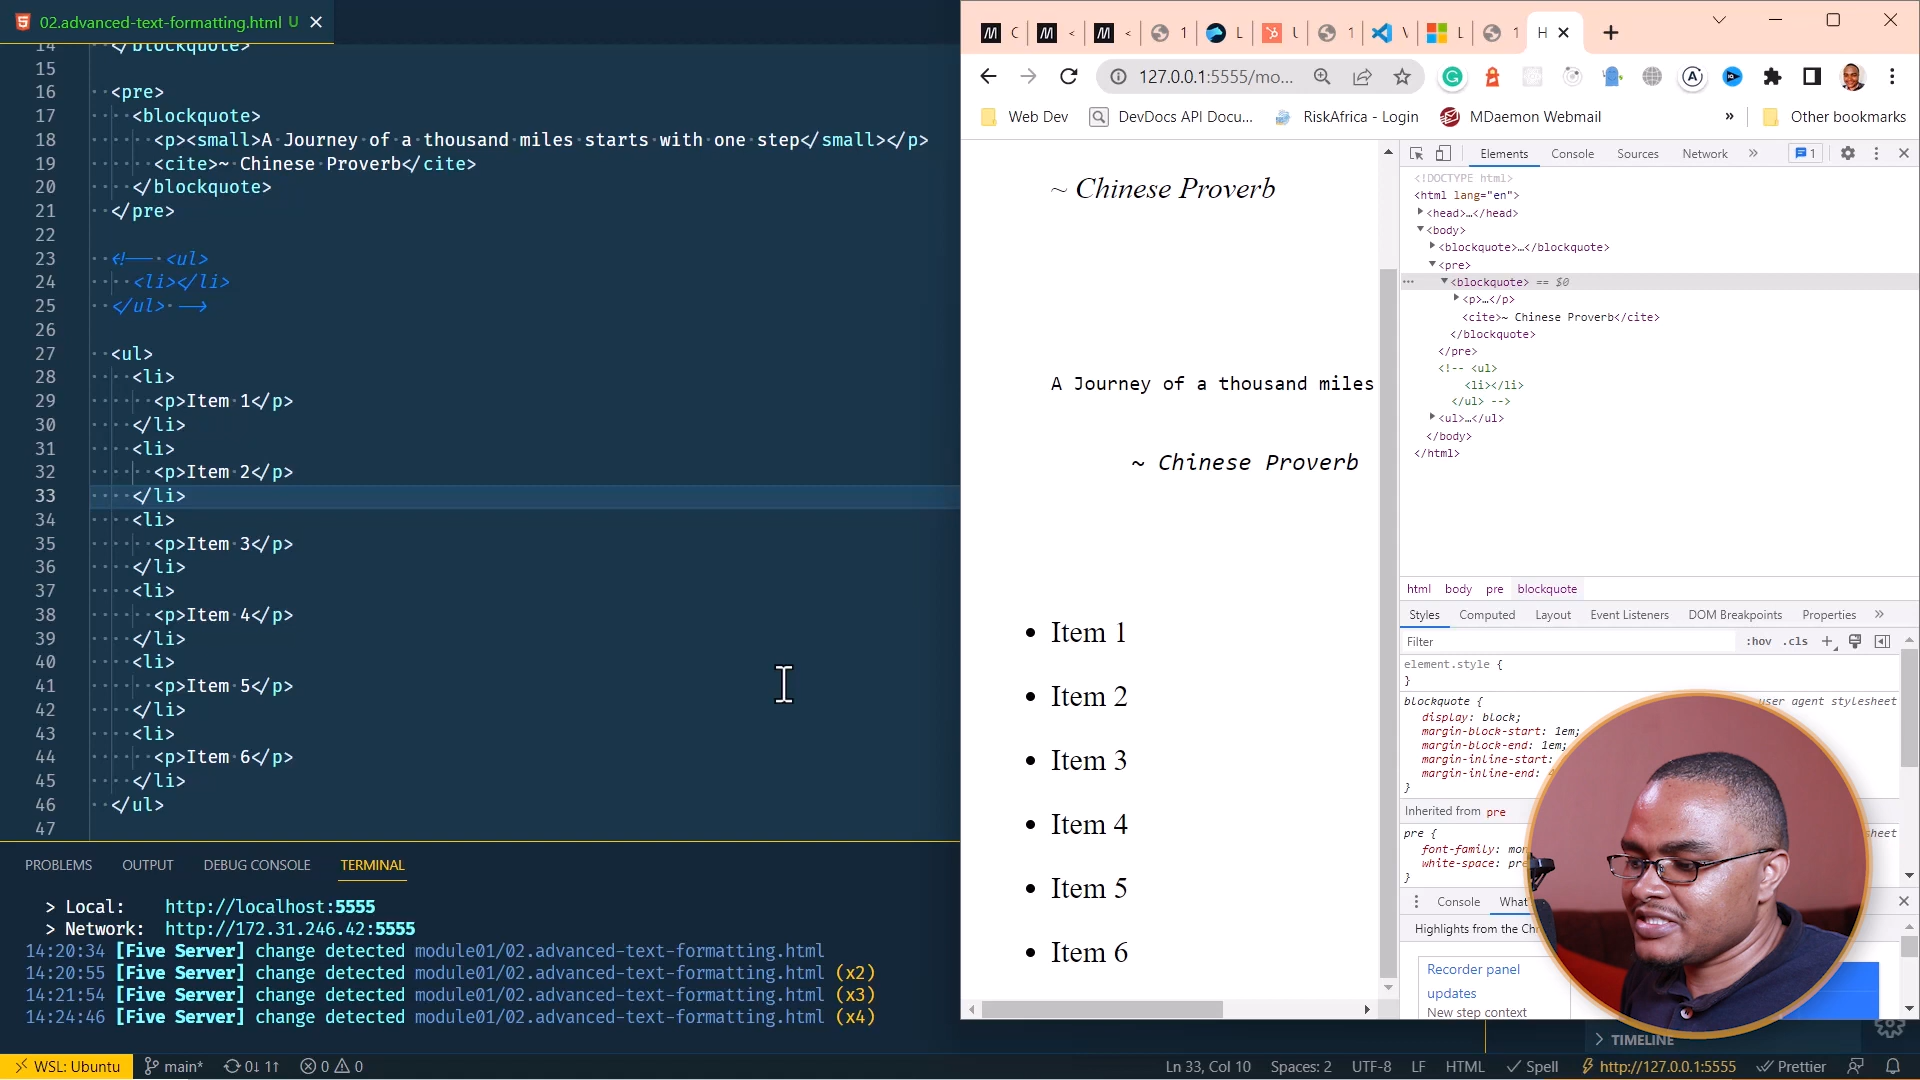 02.advanced-text-formatting.html U
14 </blockquote>
15
16 <pre>
17 <blockquote>
18 <p><small>A Journey of a thousand miles starts with one step</small></p>
19 <cite>~ Chinese Proverb</cite>
20 </blockquote>
21 </pre>
22
23 <!-- <ul>
24 <li></li>
25 </ul> -->
26
27 <ul>
28 <li>
29 <p>Item 1</p>
30 </li>
31 <li>
32 <p>Item 2</p>
33 </li>
34 <li>
35 <p>Item 3</p>
36 </li>
37 <li>
38 <p>Item 4</p>
39 </li>
40 <li>
41 <p>Item 5</p>
42 </li>
43 <li>
44 <p>Item 6</p>
45 </li>
46 </ul>
47
PROBLEMS OUTPUT DEBUG CONSOLE TERMINAL
> Local: http://localhost:5555
> Network: http://172.31.246.42:5555
14:20:34 [Five Server] change detected module01/02.advanced-text-formatting.html
14:20:55 [Five Server] change detected module01/02.advanced-text-formatting.html (x2)
14:21:54 [Five Server] change detected module01/02.advanced-text-formatting.html (x3)
14:24:46 [Five Server] change detected module01/02.advanced-text-formatting.html (x4)
127.0.0.1:5555/mo...
Web Dev DevDocs API Docu... RiskAfrica - Login MDaemon Webmail » Other bookmarks
~ Chinese Proverb
A Journey of a thousand miles
~ Chinese Proverb
• Item 1
• Item 2
• Item 3
• Item 4
• Item 5
• Item 6
Elements Console Sources Network » 1
<!DOCTYPE html>
<html lang="en">
<head>…</head>
<body>
<blockquote>…</blockquote>
<pre>
<blockquote> == $0
<p>…</p>
<cite>~ Chinese Proverb</cite>
</blockquote>
</pre>
<!-- <ul>
<li></li>
</ul> -->
<ul>…</ul>
</body>
</html>
html body pre blockquote
Styles Computed Layout Event Listeners DOM Breakpoints Properties »
Filter :hov .cls +
element.style {
}
blockquote { user agent stylesheet
display: block;
margin-block-start: 1em;
margin-block-end: 1em;
margin-inline-start:
margin-inline-end:
}
Inherited from pre
pre {
font-family:
white-space:
}
Console
Highlights from the
Recorder panel
updates
New step context
TIMELINE
WSL: Ubuntu main* 0↓ 1↑ 0 0 Ln 33, Col 10 Spaces: 2 UTF-8 LF HTML Spell http://127.0.0.1:5555 Prettier